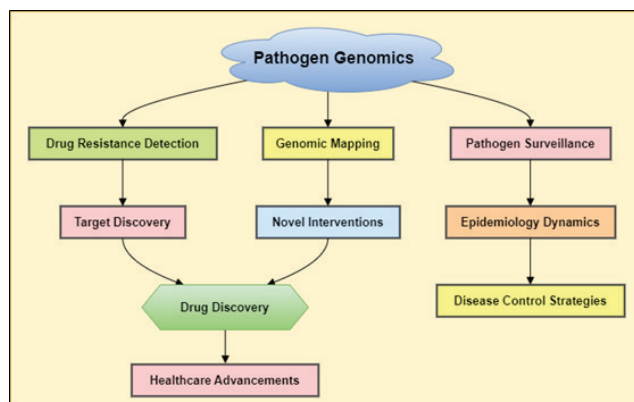 Pathogen Genomics
Drug Resistance Detection
Genomic Mapping
Pathogen Surveillance
Target Discovery
Novel Interventions
Epidemiology Dynamics
Drug Discovery
Disease Control Strategies
Healthcare Advancements